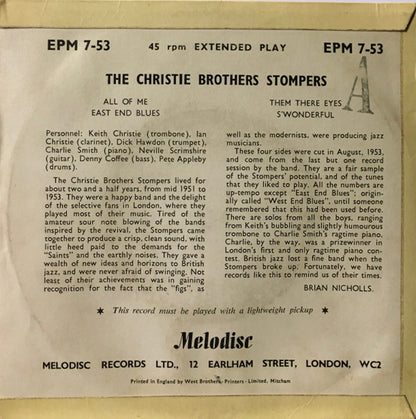 EPM 7-53 45 rpm EXTENDED PLAY EPM 7-53
A
THE CHRISTIE BROTHERS STOMPERS
ALL OF ME
EAST END BLUES
THEM THERE EYES
S'WONDERFUL
Personnel: Keith Christie (trombone), Ian
Christie (clarinet), Dick Hawdon (trumpet),
Charlie Smith (piano), Neville Scrimshire
(guitar), Denny Coffee (bass), Pete Appleby
(drums).
The Christie Brothers Stompers lived for
about two and a half years, from mid 1951 to
1953. They were a happy band and the delight
of the selective fans in London, where they
played most of their music. Tired of the
amateur sour note blowing of the bands
inspired by the revival, the Stompers came
together to produce a crisp, clean sound, with
little heed paid to the demands for the
"Saints" and the earthly noises. They gave a
wealth of new ideas and horizons to British
jazz, and were never afraid of swinging. Not
least of their achievements was in gaining
recognition for the fact that the "figs", as
well as the modernists, were producing jazz
musicians.
These four sides were cut in August, 1953,
and come from the last but one record
session by the band. They are a fair sample
of the Stompers' potential, and of the tunes
that they liked to play. All the numbers are
up-tempo except "East End Blues"; origin-
ally called "West End Blues", until someone
remembered that this had been used before.
There are solos from all the boys, ranging
from Keith's bubbling and slightly humourous
trombone to Charlie Smith's ragtime piano.
Charlie, by the way, was a prizewinner in
London's first and only ragtime piano con-
test. British jazz lost a fine band when the
Stompers broke up. Fortunately, we have
records like this to remind us of their times.
BRIAN NICHOLLS.
★ This record must be played with a lightweight pickup ★
Melodisc
MELODISC RECORDS LTD., 12 EARLHAM STREET, LONDON, WC2
Printed in England by West Brothers, Printers - Limited, Mitcham